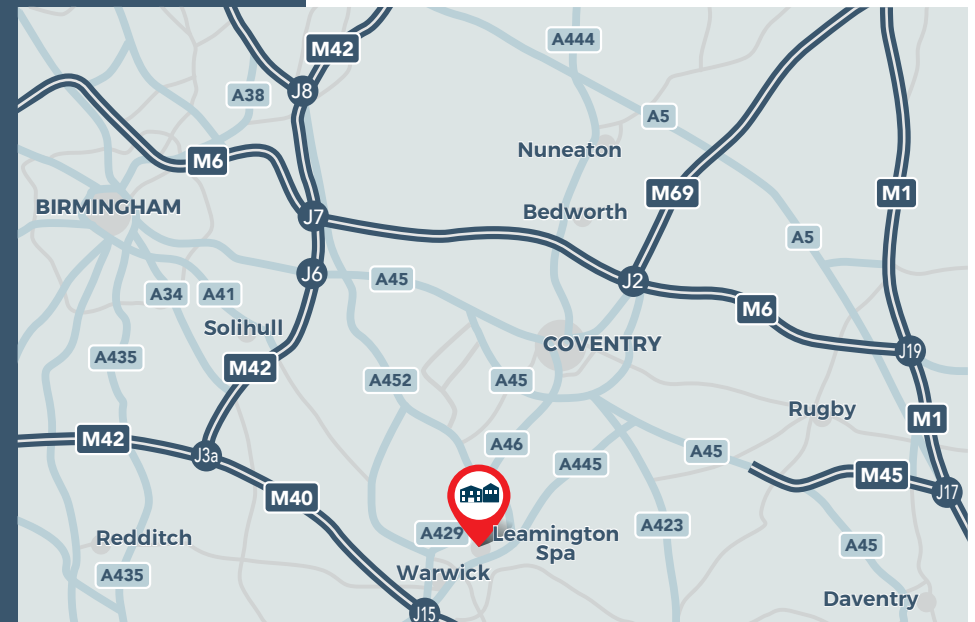 M42
A444
J8
A38
A5
Nuneaton
M6
M69
M1
BIRMINGHAM
Bedworth
J7
A5
J6
A45
J2
A34
A41
M6
Solihull
COVENTRY
J19
A435
M42
A452
A45
Rugby
M1
M42
J3a
A46
A45
A445
M45
M40
J17
A429
Leamington
Spa
A423
Redditch
A45
A435
Warwick
Daventry
J15